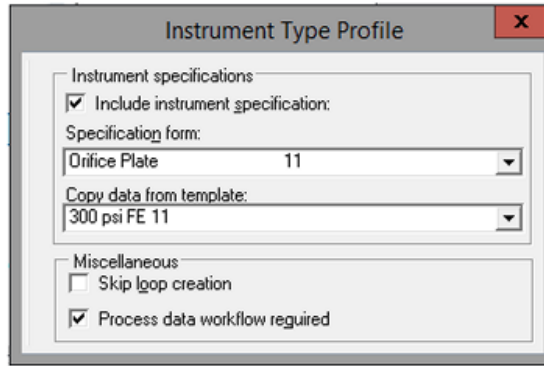 Instrument Type Profile
x
Instrument specifications
Include instrument specification:
Specification form:
Orifice Plate 11
Copy data from template:
300 psi FE 11
Miscellaneous
Skip loop creation
Process data workflow required